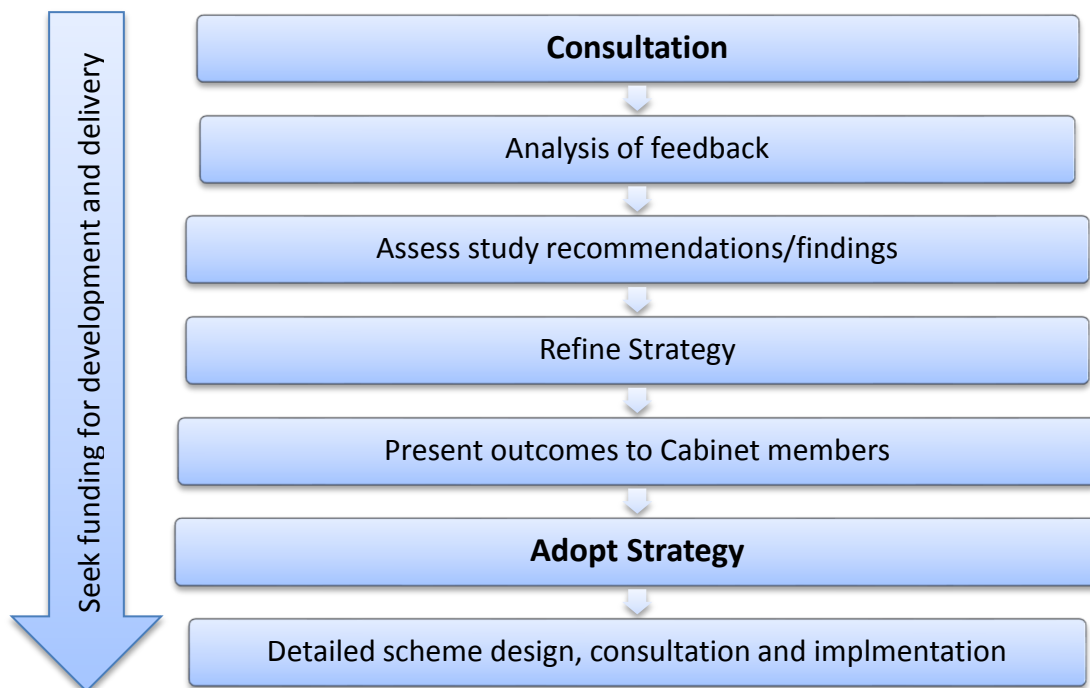 Seek funding for development and delivery
Consultation
Analysis of feedback
Assess study recommendations/findings
Refine Strategy
Present outcomes to Cabinet members
Adopt Strategy
Detailed scheme design, consultation and implmentation